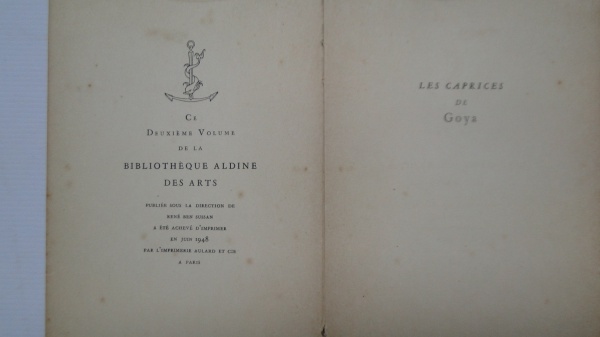 CE
DEUXIÈME VOLUME
DE LA
BIBLIOTHÈQUE ALDINE
DES ARTS
PUBLIÉE SOUS LA DIRECTION DE
RENÉ BEN SUSSAN
A ÉTÉ ACHEVÉ D'IMPRIMER
EN JUIN 1948
PAR L'IMPRIMERIE AULARD ET CIE
A PARIS
LES CAPRICES
DE
Goya